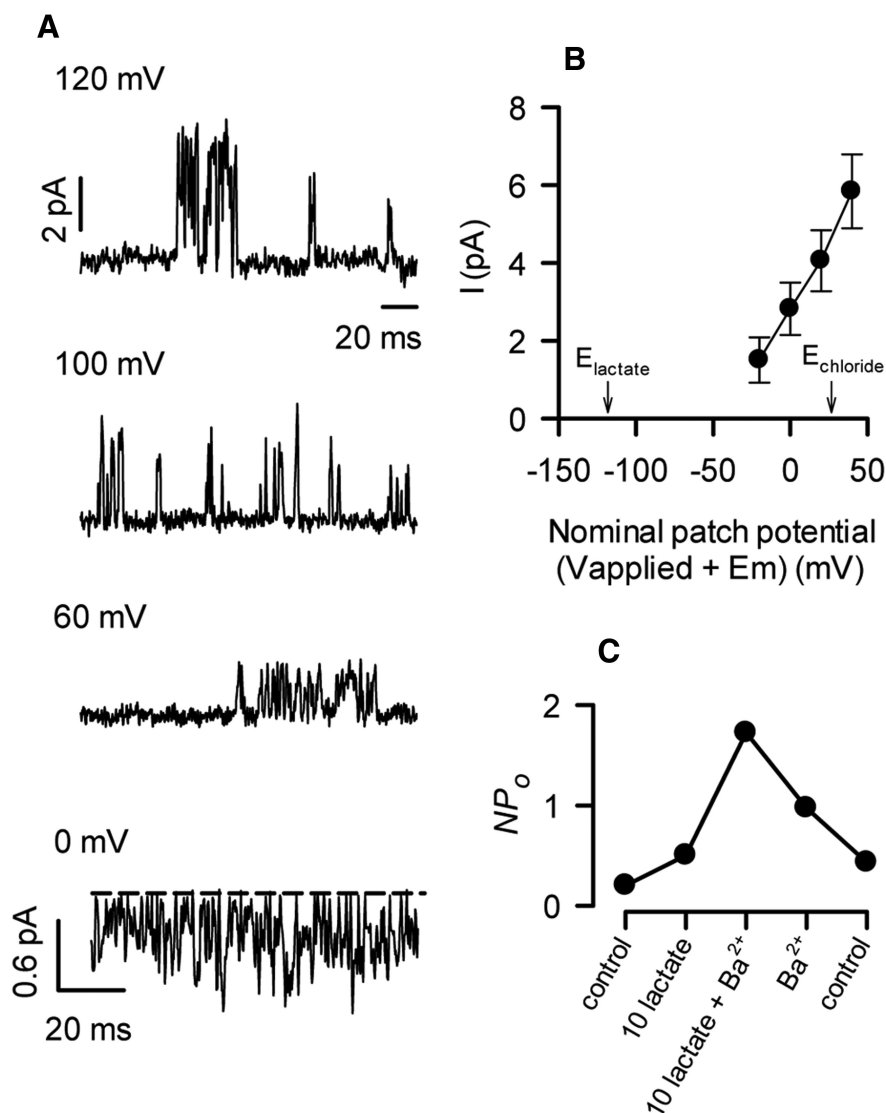 A
120 mV
2 pA
20 ms
100 mV
60 mV
0 mV
0.6 pA
20 ms
B
8
6
4
2
0
I (pA)
Elactate
Echloride
-150 -100 -50 0 50
Nominal patch potential
(Vapplied + Em) (mV)
C
2
1
0
NPo
control
10 lactate
10 lactate + Ba2+
Ba2+
control